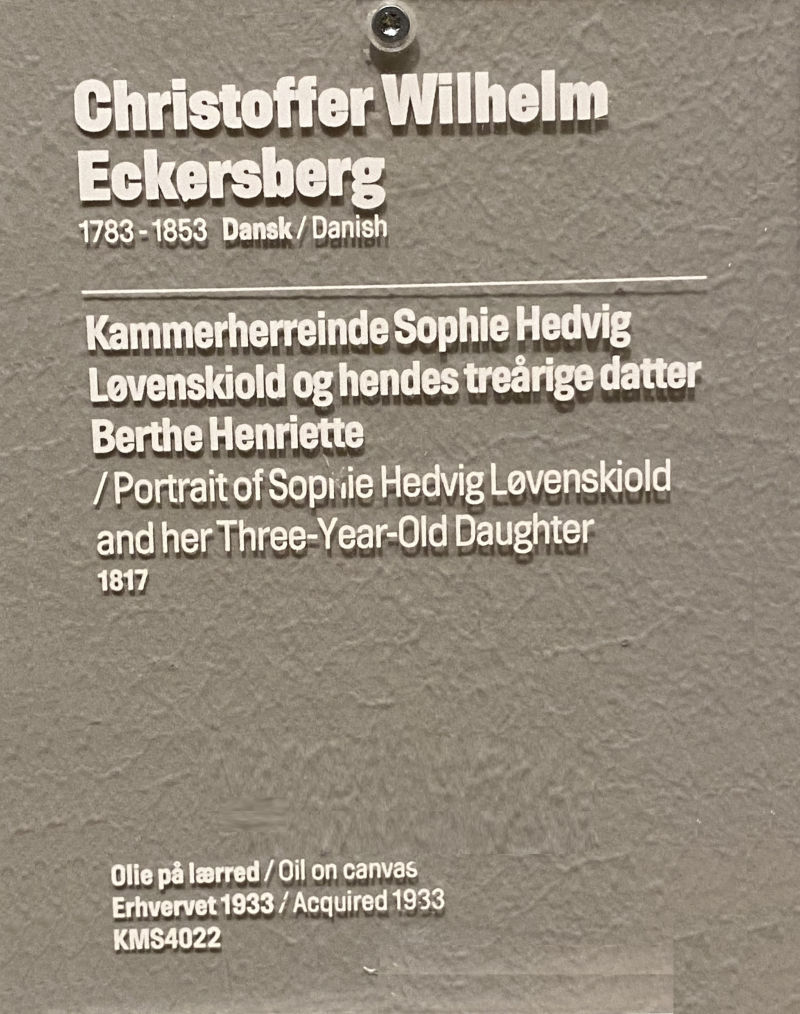 Christoffer Wilhelm
Eckersberg
1783-1853 Dansk / Danish
Kammerherreinde Sophie Hedvig
Løvenskiold og hendes treårige datter
Berthe Henriette
/ Portrait of Sophie Hedvig Løvenskiold
and her Three-Year-Old Daughter
1817
Olie på lærred / Oil on canvas
Erhvervet 1933 / Acquired 1933
KMS4022